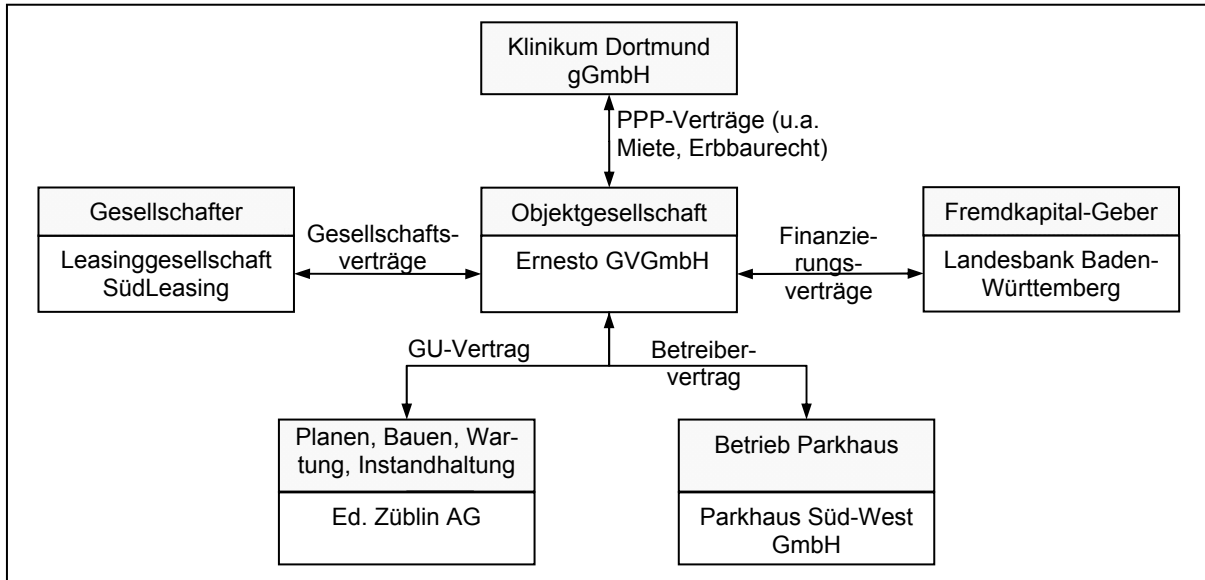 Klinikum Dortmund
gGmbH
PPP-Verträge (u.a.
Miete, Erbbaurecht)
Gesellschafter
Leasinggesellschaft
SüdLeasing
Gesellschafts-
verträge
Objektgesellschaft
Ernesto GVGmbH
Finanzie-
rungs-
verträge
Fremdkapital-Geber
Landesbank Baden-
Württemberg
GU-Vertrag
Betreiber-
vertrag
Planen, Bauen, War-
tung, Instandhaltung
Ed. Züblin AG
Betrieb Parkhaus
Parkhaus Süd-West
GmbH